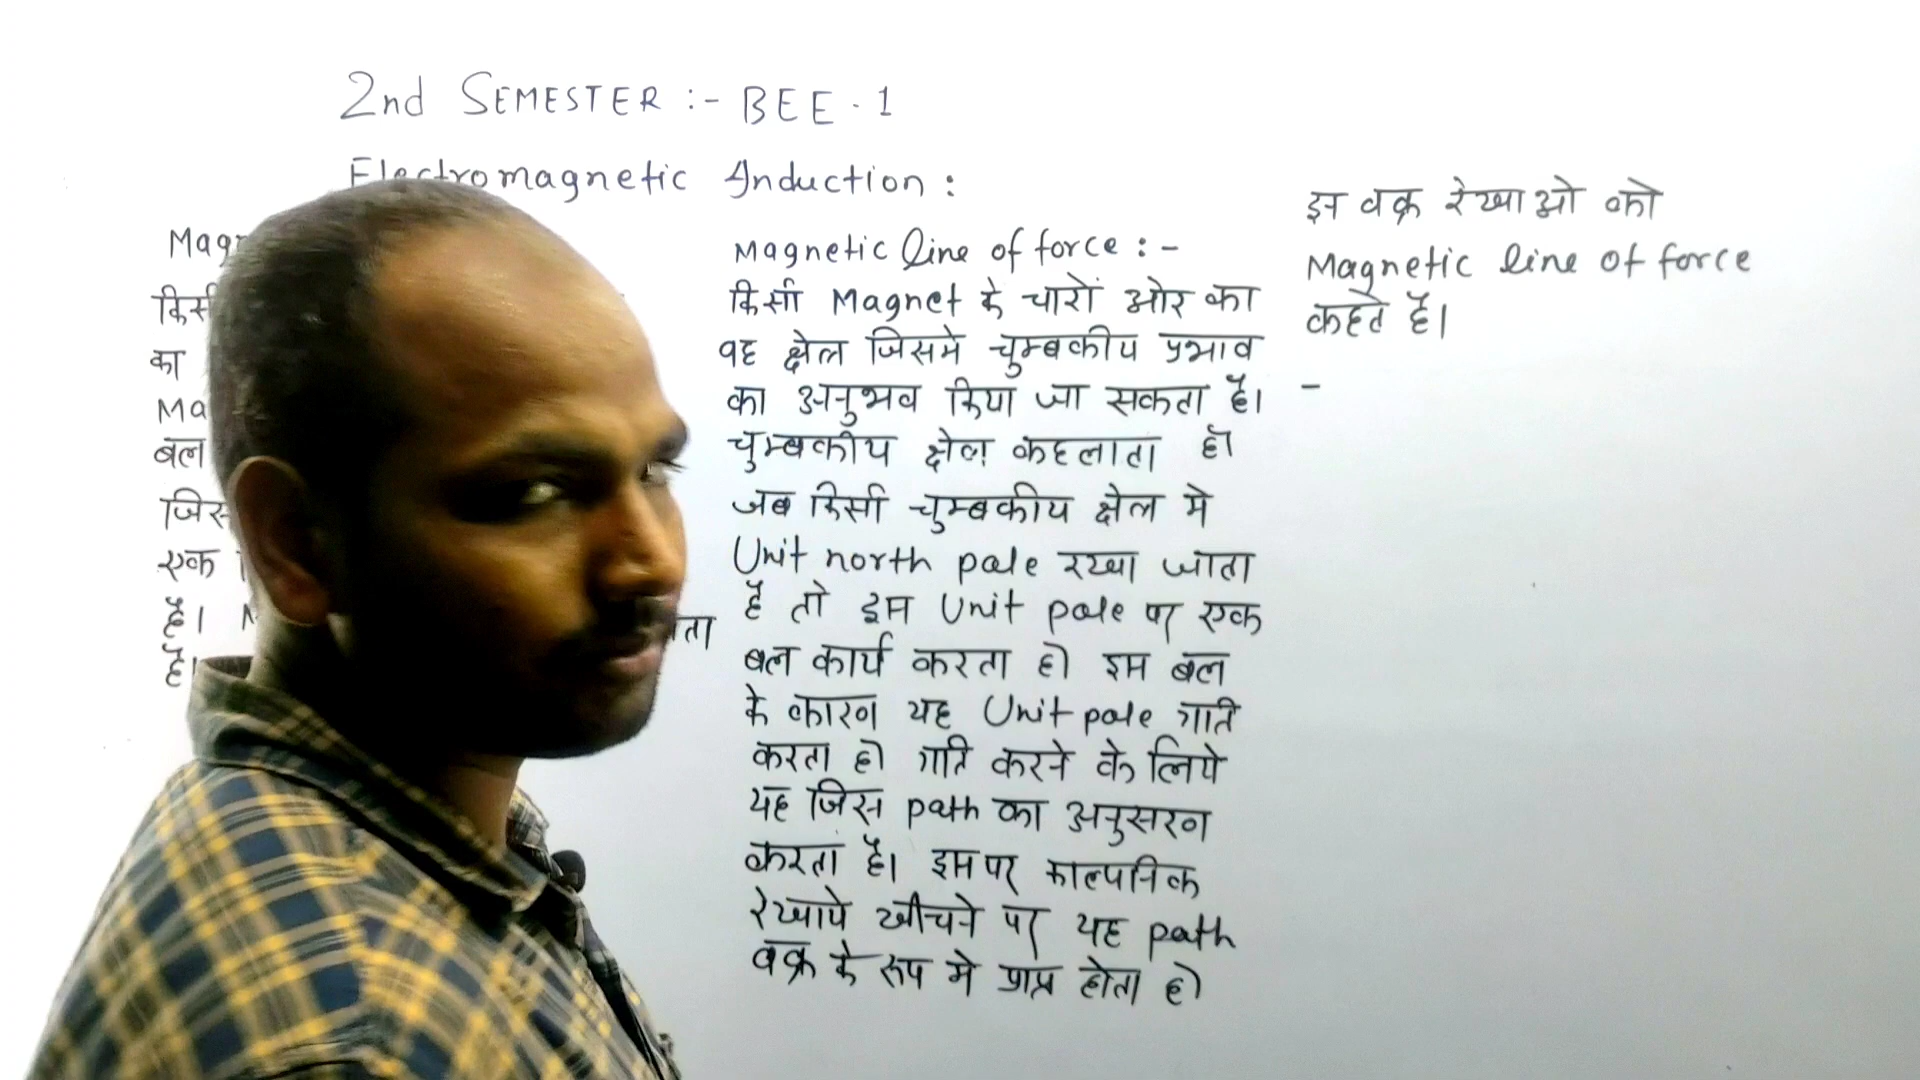 2nd SEMESTER :- BEE . 1
Electromagnetic Induction :
किसी
का
बल
एक
है।
है।
ता
Magnetic line of force : -
किसी Magnet के चारों ओर का
वह क्षेत्र जिसमे चुम्बकीय प्रभाव
का अनुभव किया जा सकता है।
चुम्बकीय क्षेत्र कहलाता है।
जब किसी चुम्बकीय क्षेत्र मे
Unit north pole रखा जाता
है तो इस Unit pole पर एक
बल कार्य करता है। इस बल
के कारण यह Unit pole गति
करता है। गति करने के लिये
यह जिस path का अनुसरण
करता है। इस पर काल्पनिक
रेखाये खीचने पर यह path
वक्र के रूप मे प्राप्त होता है।
इन वक्र रेखाओ को
Magnetic line of force
कहते है।
-